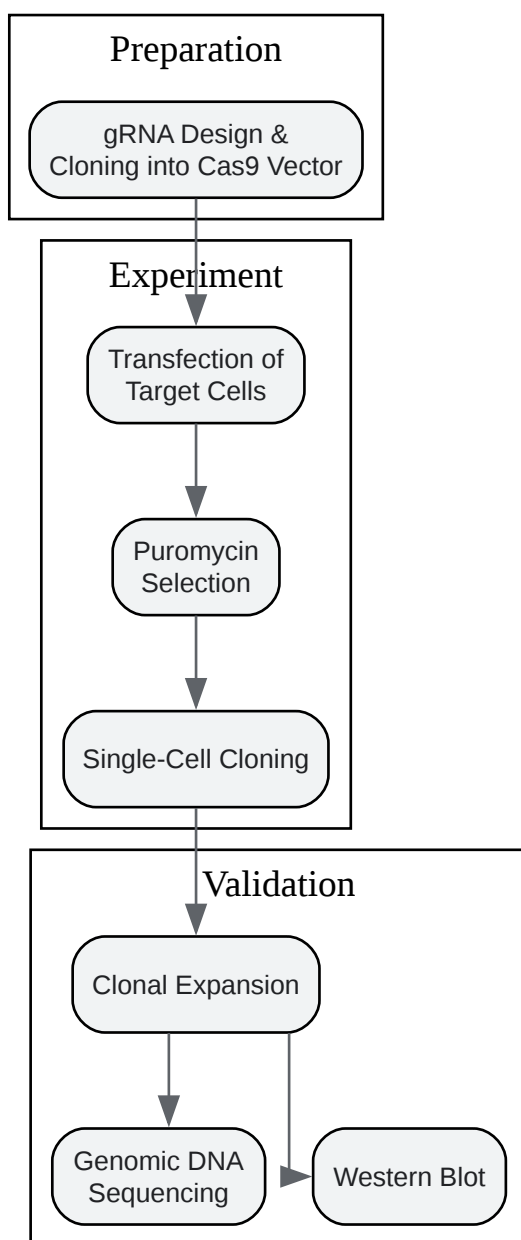 Preparation
gRNA Design &
Cloning into Cas9 Vector
Experiment
Transfection of
Target Cells
Puromycin
Selection
Single-Cell Cloning
Validation
Clonal Expansion
Genomic DNA
Sequencing
Western Blot